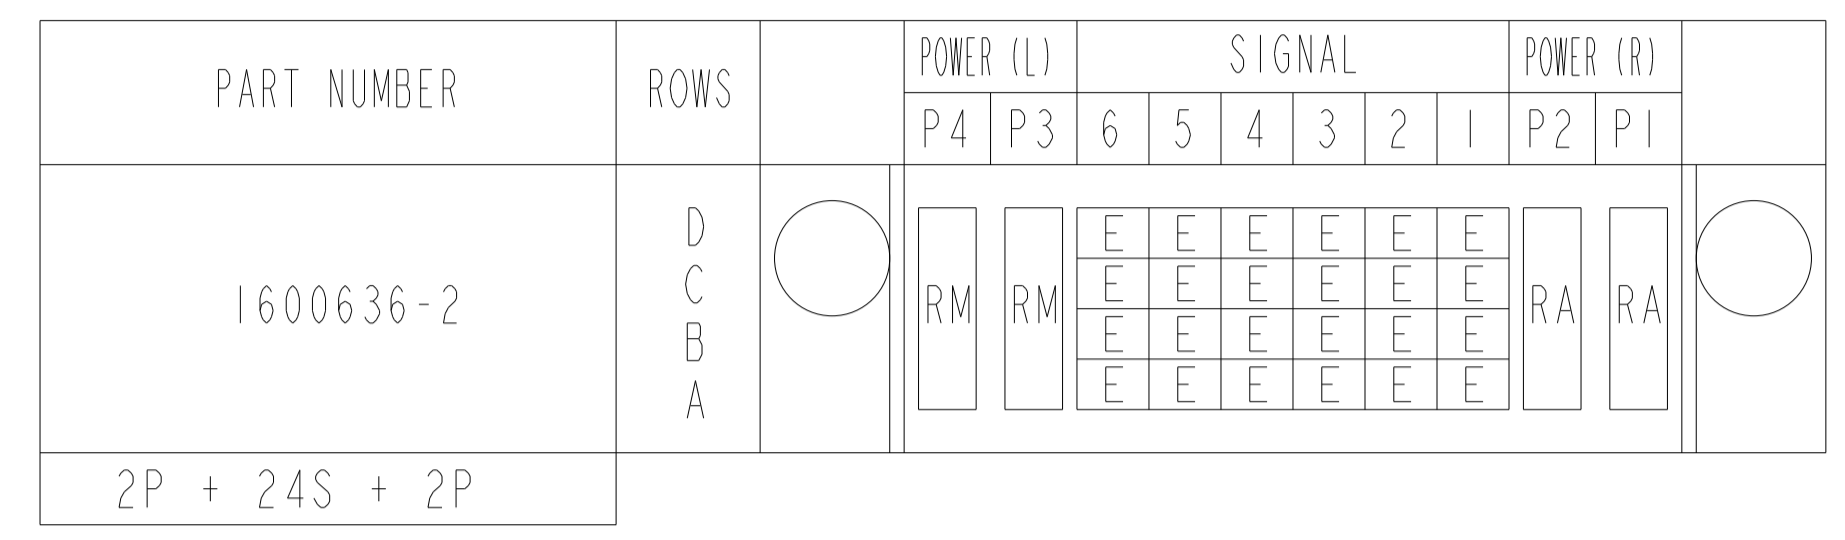 PART NUMBER ROWS POWER (L) SIGNAL POWER (R)
P4 P3 6 5 4 3 2 1 P2 P1
D E E E E E E
C E E E E E E
1600636-2 RM RM RA RA
B E E E E E E
A E E E E E E
2P + 24S + 2P